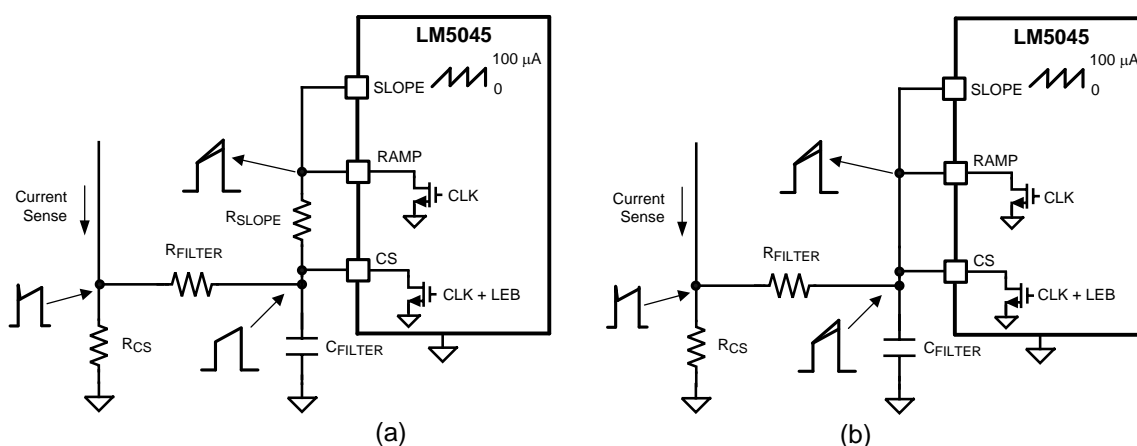 LM5045
100 μA
0
SLOPE
RAMP
CLK
Current
Sense
RSLOPE
RFILTER
CS
CLK + LEB
RCS
CFILTER
(a)
LM5045
100 μA
0
SLOPE
RAMP
CLK
Current
Sense
RFILTER
CS
CLK + LEB
RCS
CFILTER
(b)